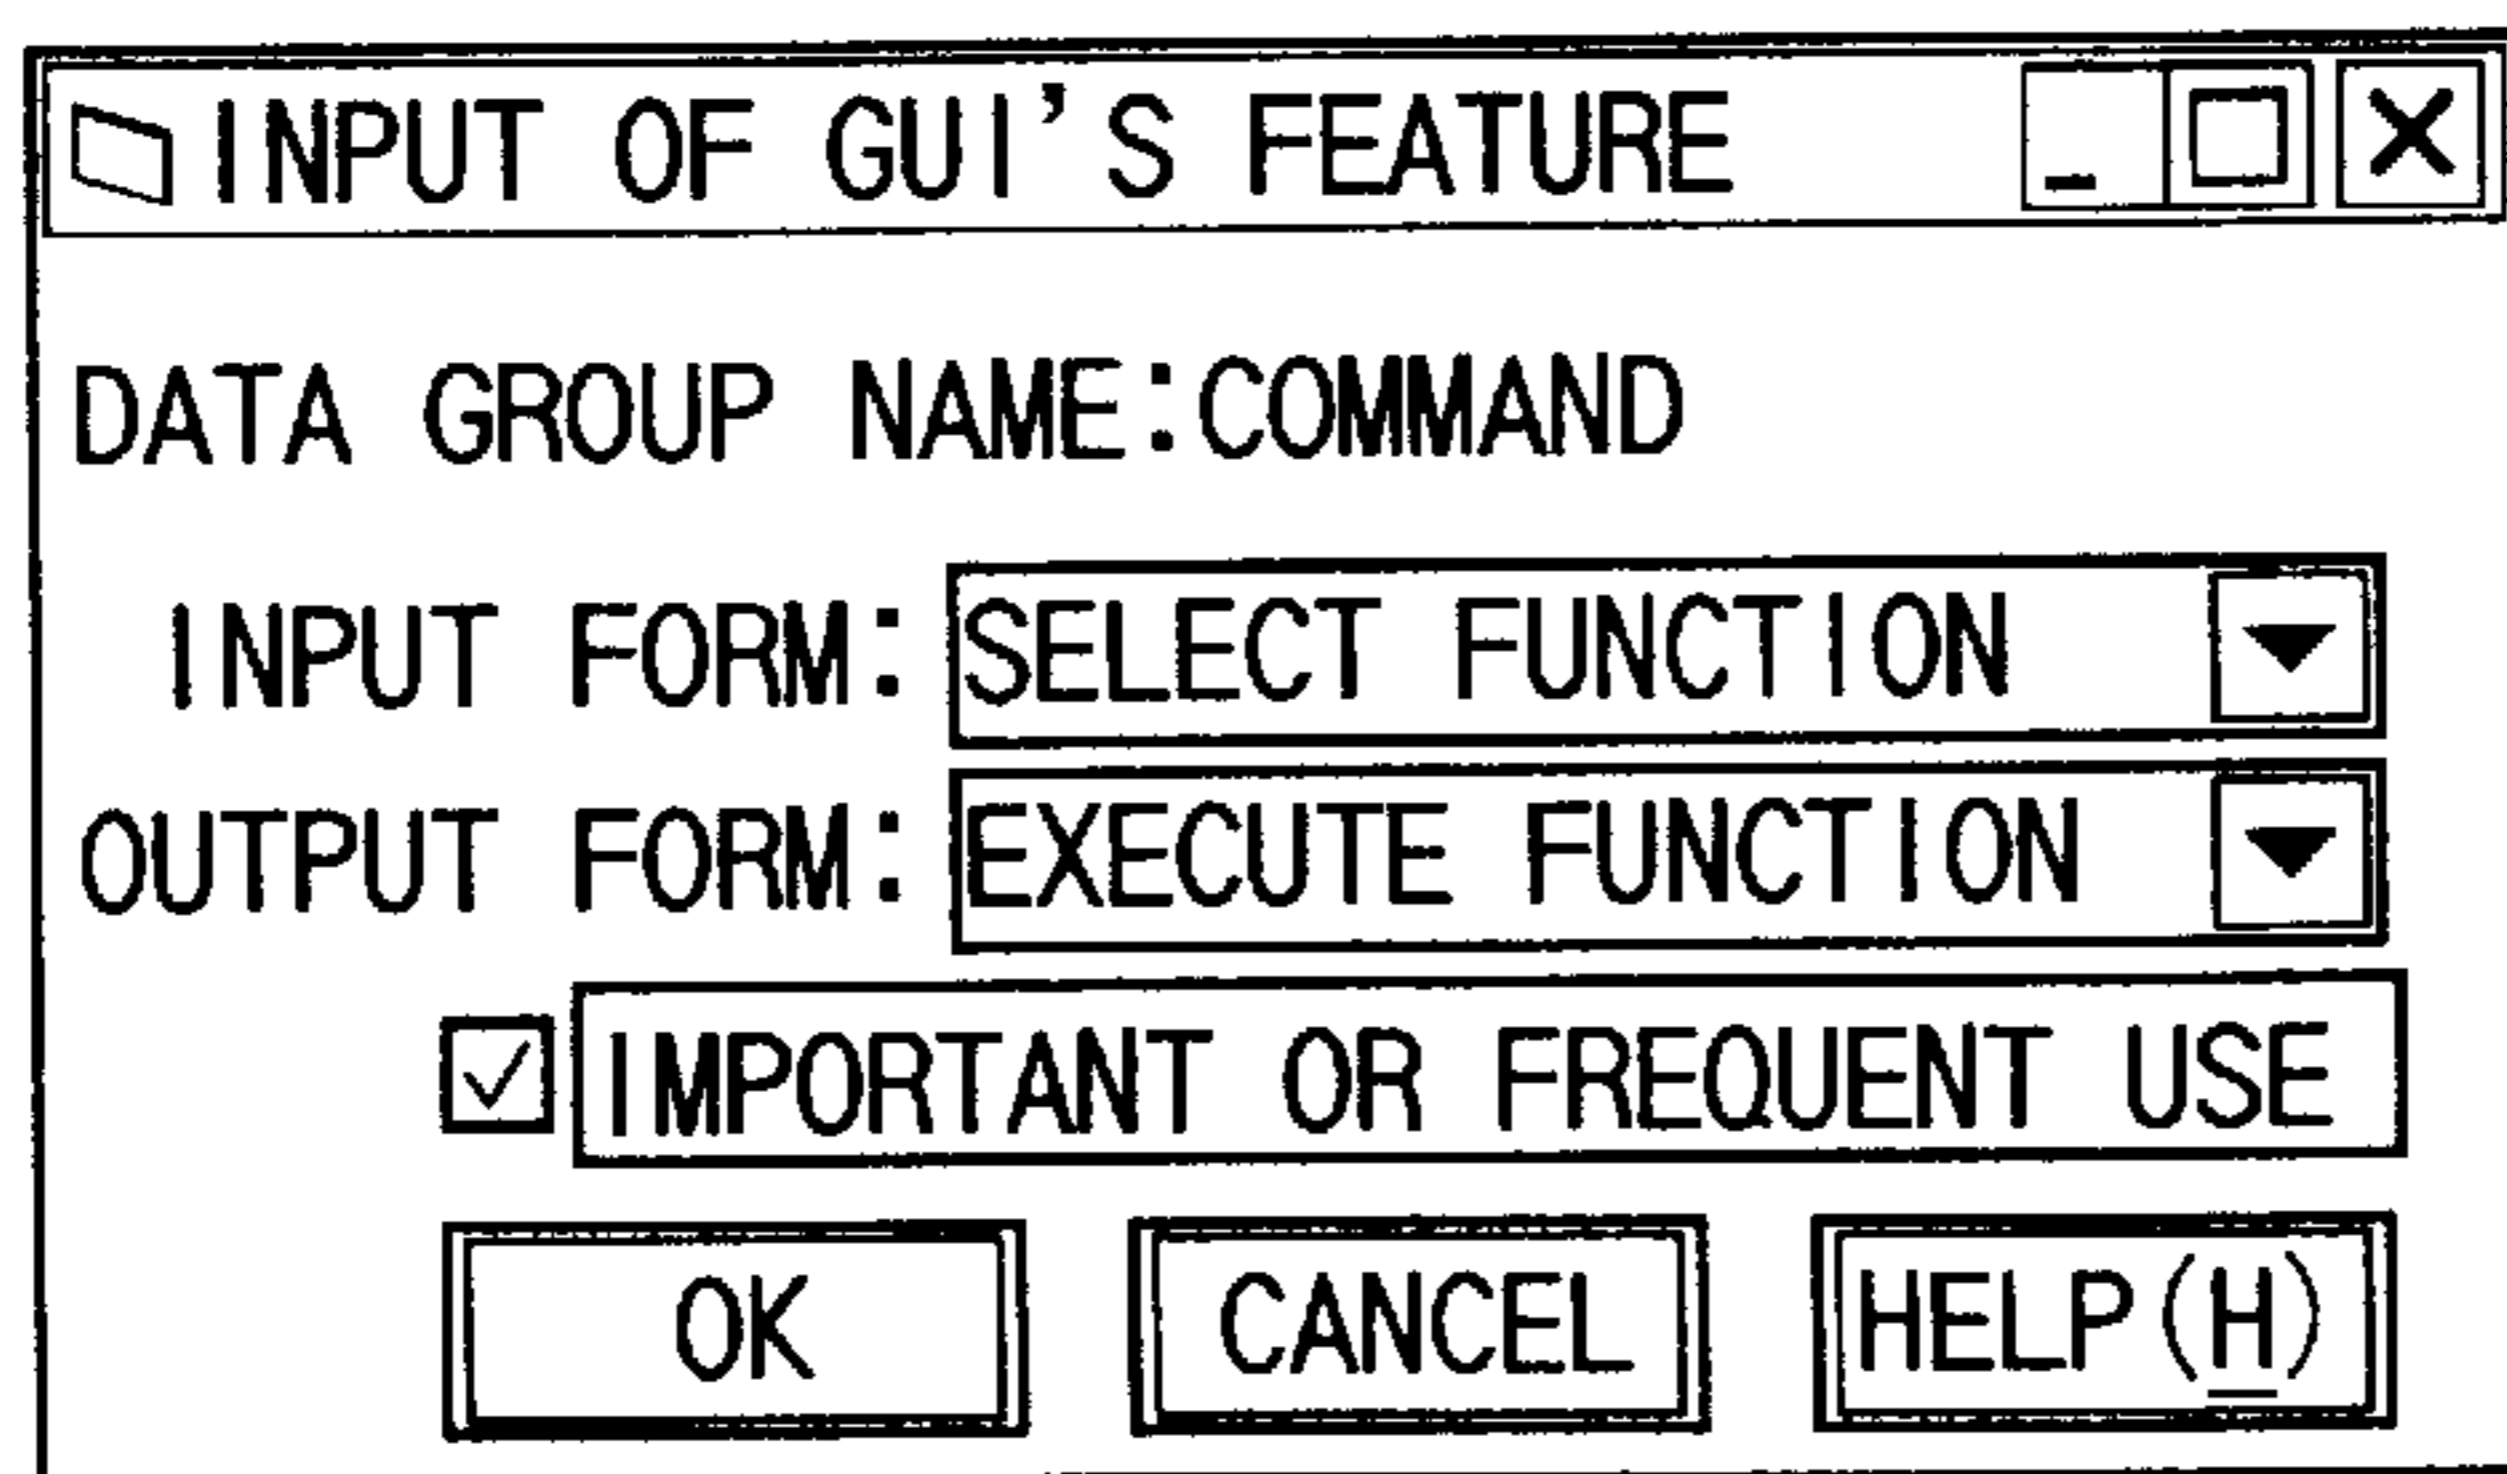 INPUT OF GUI'S FEATURE
DATA GROUP NAME:COMMAND
INPUT FORM: SELECT FUNCTION
OUTPUT FORM: EXECUTE FUNCTION
IMPORTANT OR FREQUENT USE
OK CANCEL HELP(H)